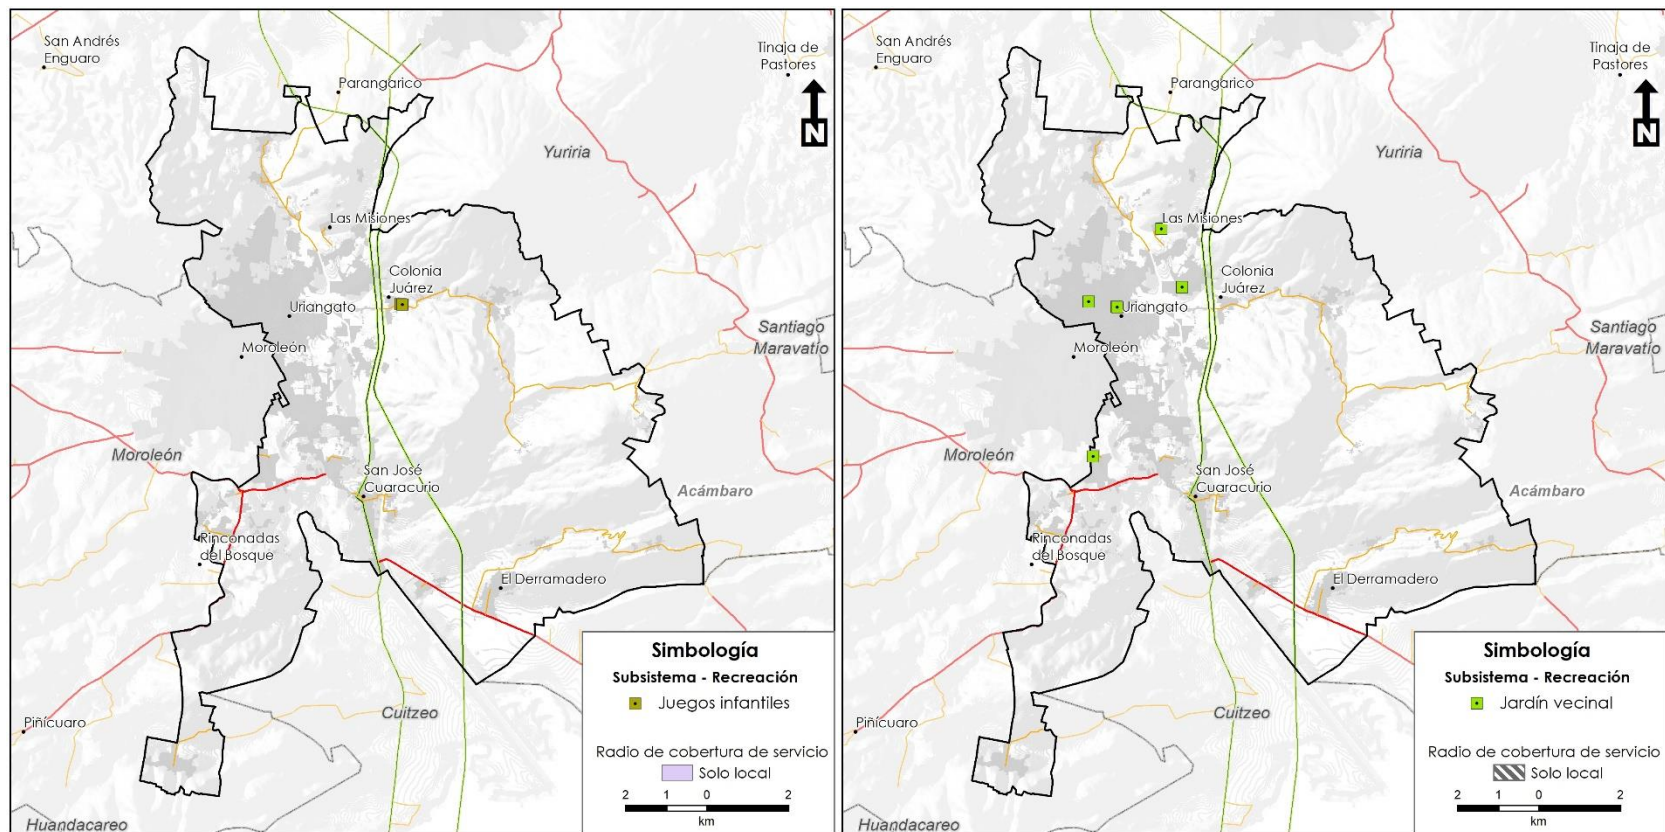 San Andrés
Enguaro
Tinaja de
Pastores
Parangarico
N
Yuriria
Las Misiones
Colonia
Juárez
Uriangato
Santiago
Maravatío
Moroleón
Moroleón
San José
Cuaracurio
Acámbaro
Rinconadas
del Bosque
El Derramadero
Piñícuaro
Cuitzeo
Huandacareo
Simbología
Subsistema - Recreación
Juegos infantiles
Radio de cobertura de servicio
Solo local
2 1 0 2
km
San Andrés
Enguaro
Tinaja de
Pastores
Parangarico
N
Yuriria
Las Misiones
Colonia
Juárez
Uriangato
Santiago
Maravatío
Moroleón
Moroleón
San José
Cuaracurio
Acámbaro
Rinconadas
del Bosque
El Derramadero
Piñícuaro
Cuitzeo
Huandacareo
Simbología
Subsistema - Recreación
Jardín vecinal
Radio de cobertura de servicio
Solo local
2 1 0 2
km